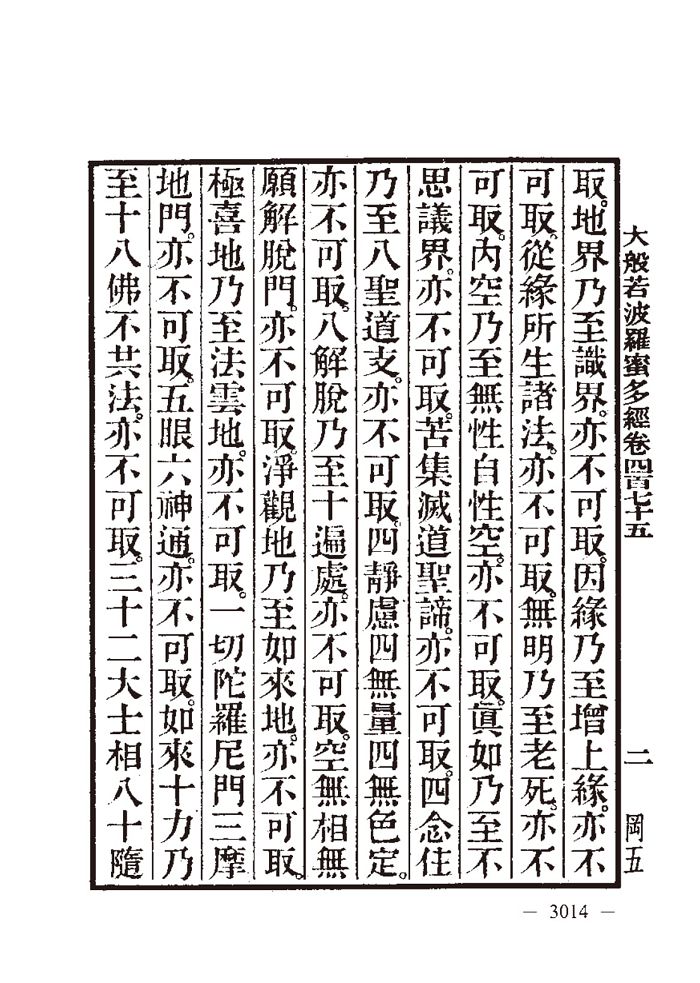 大般若波羅蜜多經卷四百七十五 二 岡五
取。地界乃至識界。亦不可取。因緣乃至增上緣。亦不
可取。從緣所生諸法。亦不可取。無明乃至老死。亦不
可取。內空乃至無性自性空。亦不可取。眞如乃至不
思議界。亦不可取。苦集滅道聖諦。亦不可取。四念住
乃至八聖道支。亦不可取。四靜慮四無量四無色定。
亦不可取。八解脫乃至十遍處。亦不可取。空無相無
願解脫門。亦不可取。淨觀地乃至如來地。亦不可取。
極喜地乃至法雲地。亦不可取。一切陀羅尼門三摩
地門。亦不可取。五眼六神通。亦不可取。如來十力乃
至十八佛不共法。亦不可取。三十二大士相八十隨
— 3014 —